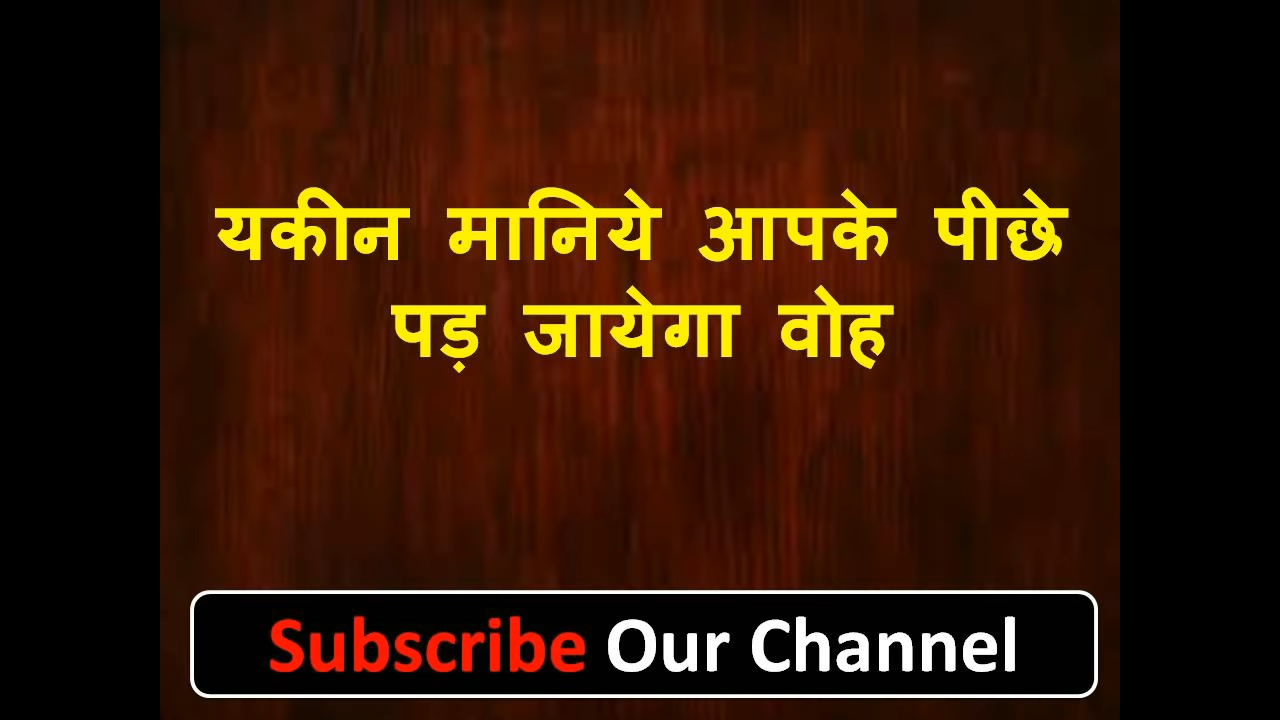 यकीन मानिये आपके पीछे
पड़ जायेगा वोह
Subscribe Our Channel